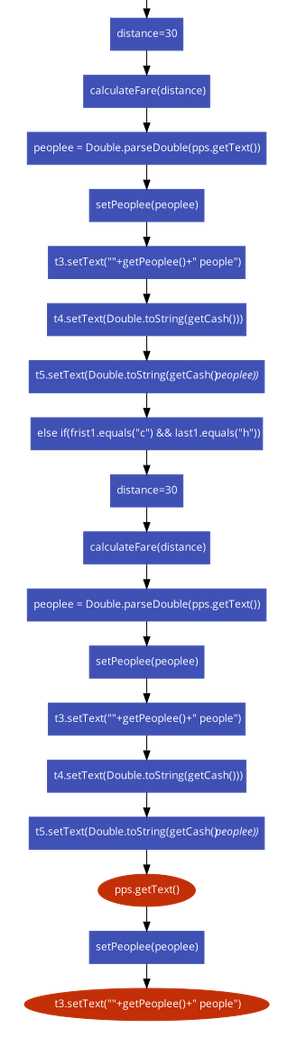 distance=30
calculateFare(distance)
peoplee = Double.parseDouble(pps.getText())
setPeoplee(peoplee)
t3.setText(""+getPeoplee()+" people")
t4.setText(Double.toString(getCash()))
t5.setText(Double.toString(getCash()peoplee))
else if(frist1.equals("c") && last1.equals("h"))
distance=30
calculateFare(distance)
peoplee = Double.parseDouble(pps.getText())
setPeoplee(peoplee)
t3.setText(""+getPeoplee()+" people")
t4.setText(Double.toString(getCash()))
t5.setText(Double.toString(getCash()peoplee))
pps.getText()
setPeoplee(peoplee)
t3.setText(""+getPeoplee()+" people")